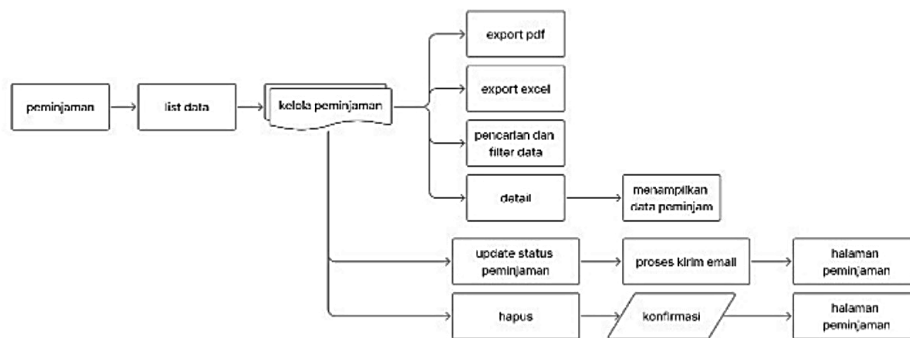 export pdf
peminjaman
list data
kelola peminjaman
export excel
pencarian dan
filter data
detail
menampilkan
data peminjam
update status
peminjaman
proses kirim email
halaman
peminjaman
hapus
konfirmasi
halaman
peminjaman